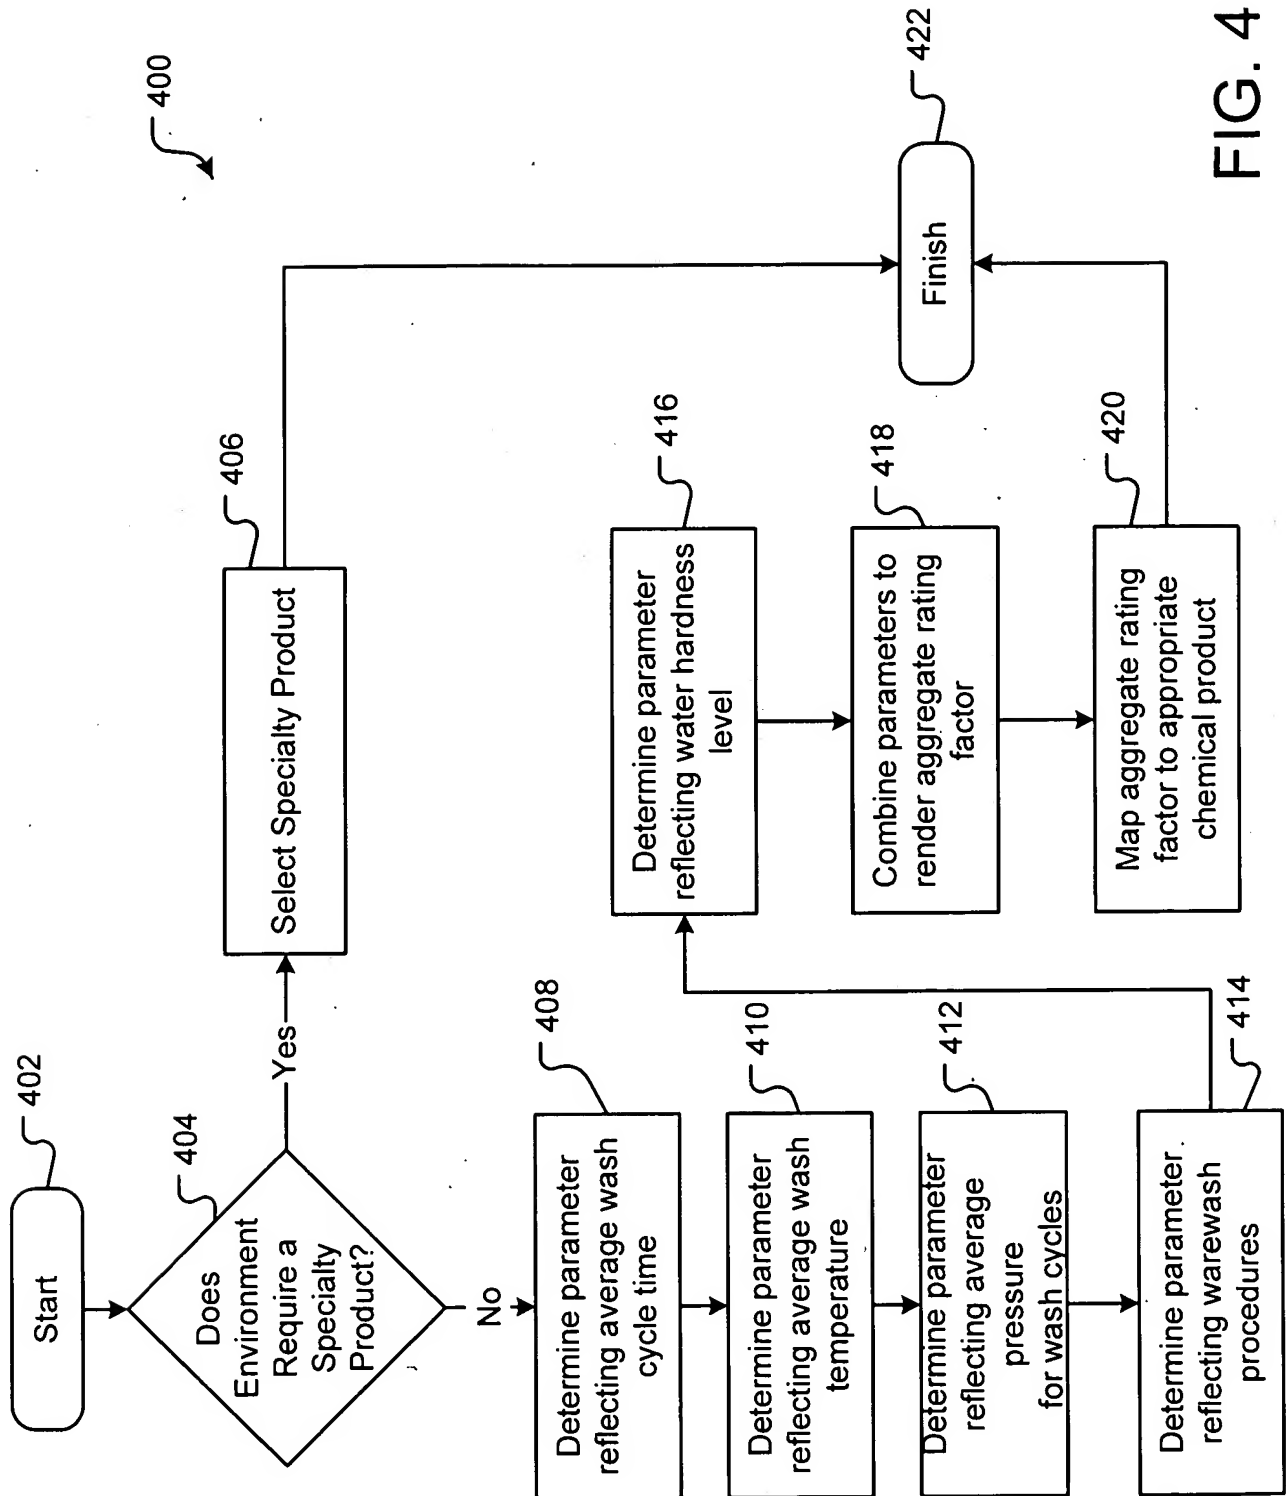 400
402
Start
404
Does
Environment
Require a
Specialty
Product?
Yes
406
Select Specialty Product
No
408
Determine parameter
reflecting average wash
cycle time
410
Determine parameter
reflecting average wash
temperature
412
Determine parameter
reflecting average
pressure
for wash cycles
414
Determine parameter
reflecting warewash
procedures
416
Determine parameter
reflecting water hardness
level
418
Combine parameters to
render aggregate rating
factor
420
Map aggregate rating
factor to appropriate
chemical product
422
Finish
FIG. 4